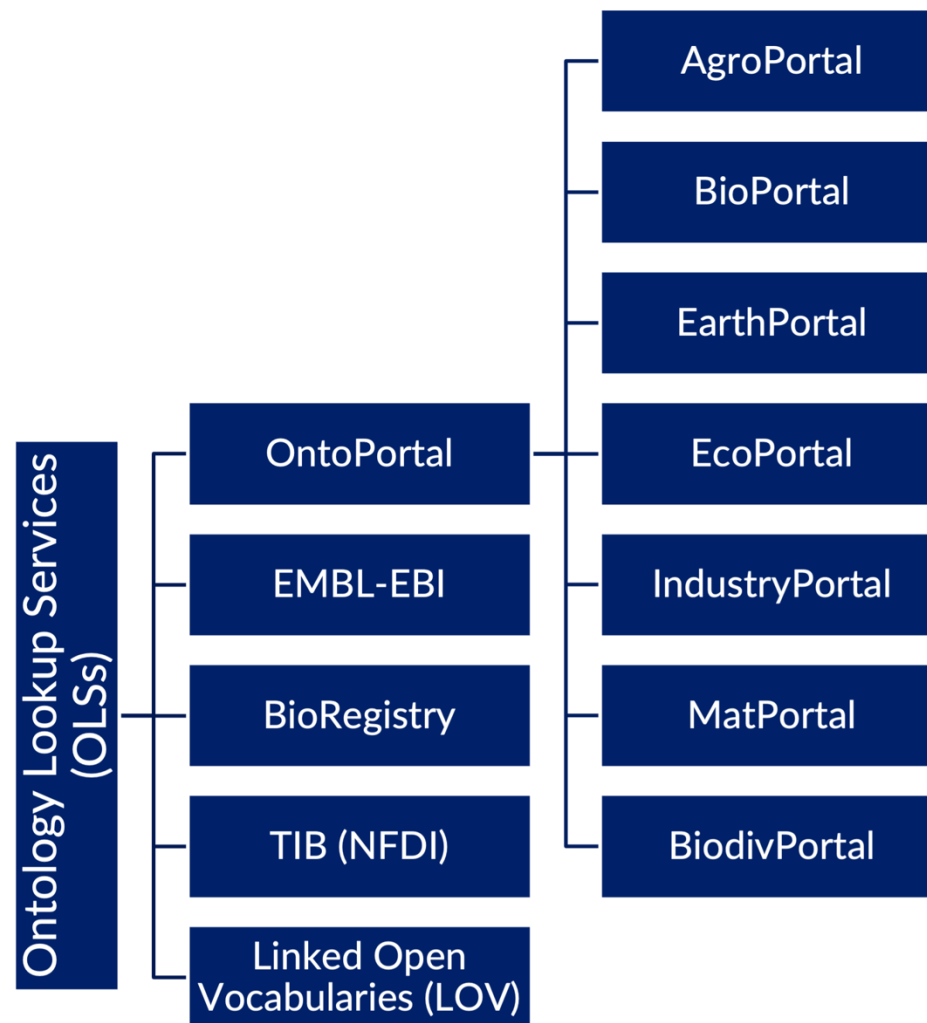 Ontology Lookup Services
(OLSs)
OntoPortal
EMBL-EBI
BioRegistry
TIB (NFDI)
Linked Open
Vocabularies (LOV)
AgroPortal
BioPortal
EarthPortal
EcoPortal
IndustryPortal
MatPortal
BiodivPortal